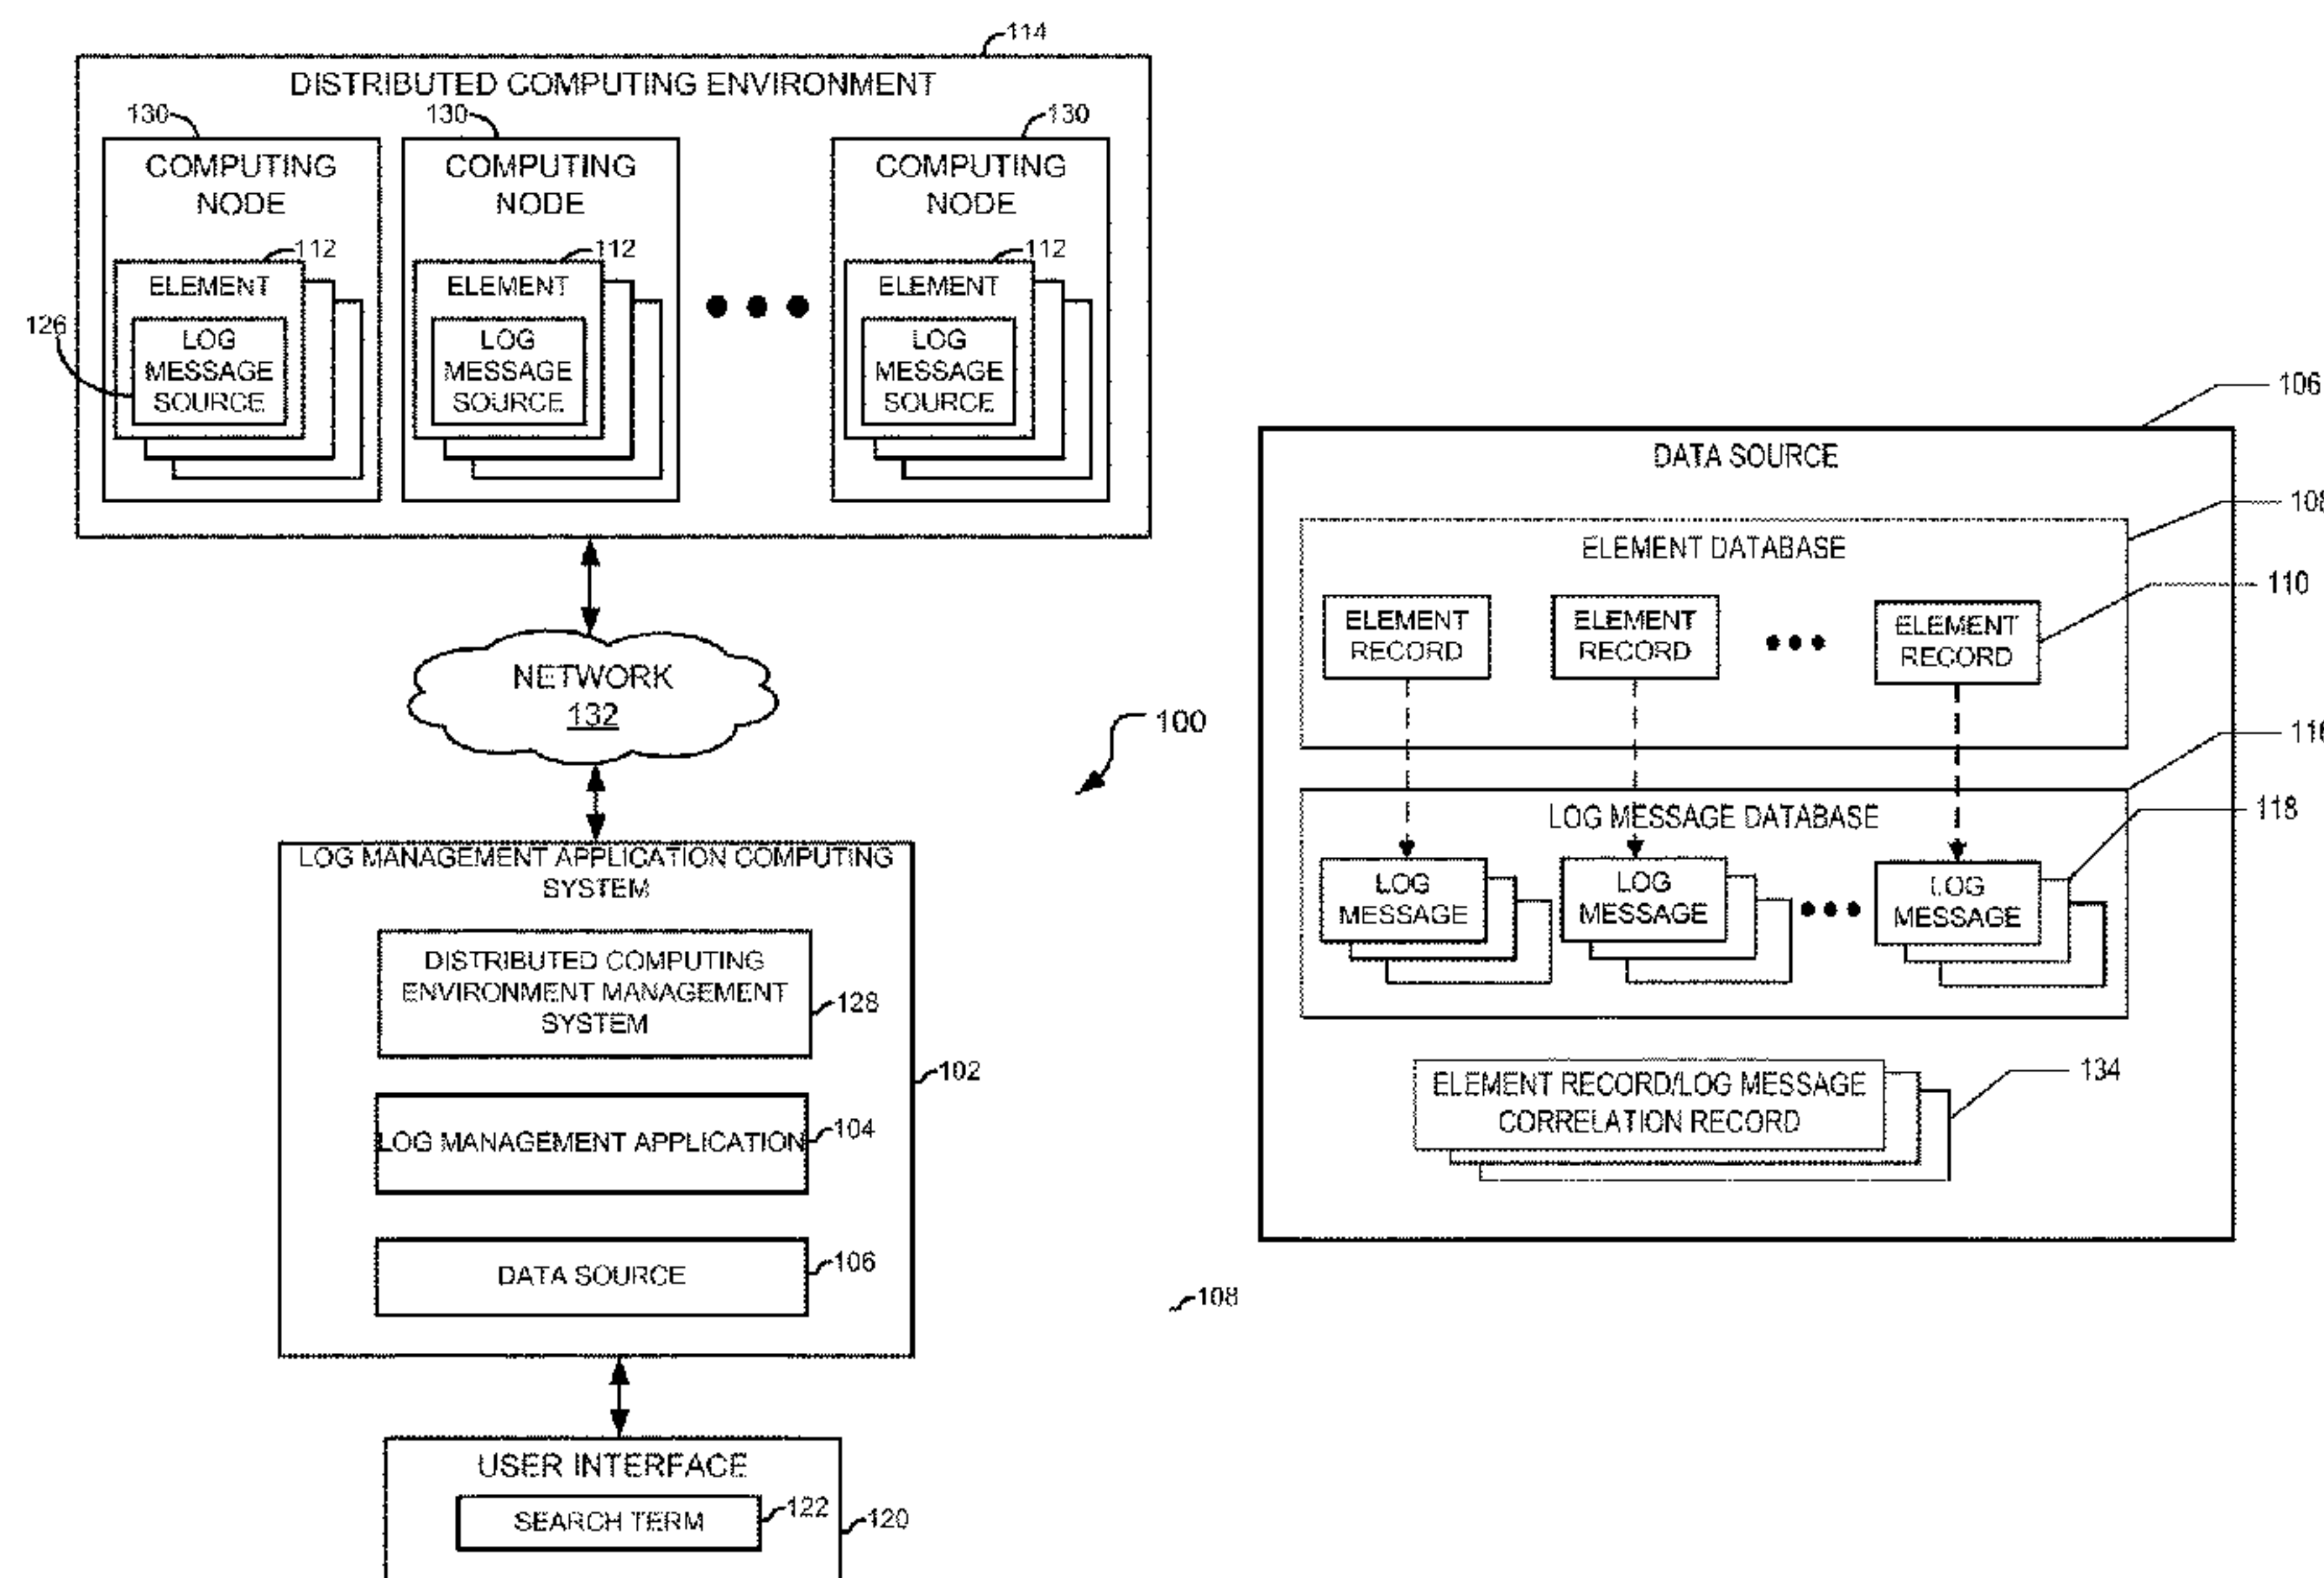 114
DISTRIBUTED COMPUTING ENVIRONMENT
130
130
130
COMPUTING
NODE
COMPUTING
NODE
COMPUTING
NODE
112
112
112
ELEMENT
ELEMENT
ELEMENT
126
LOG
MESSAGE
SOURCE
LOG
MESSAGE
SOURCE
LOG
MESSAGE
SOURCE
NETWORK
132
100
LOG MANAGEMENT APPLICATION COMPUTING
SYSTEM
DISTRIBUTED COMPUTING
ENVIRONMENT MANAGEMENT
SYSTEM
128
102
LOG MANAGEMENT APPLICATION
104
DATA SOURCE
106
108
USER INTERFACE
SEARCH TERM
122
120
106
DATA SOURCE
108
ELEMENT DATABASE
110
ELEMENT
RECORD
ELEMENT
RECORD
ELEMENT
RECORD
116
LOG MESSAGE DATABASE
118
LOG
MESSAGE
LOG
MESSAGE
LOG
MESSAGE
134
ELEMENT RECORD/LOG MESSAGE
CORRELATION RECORD